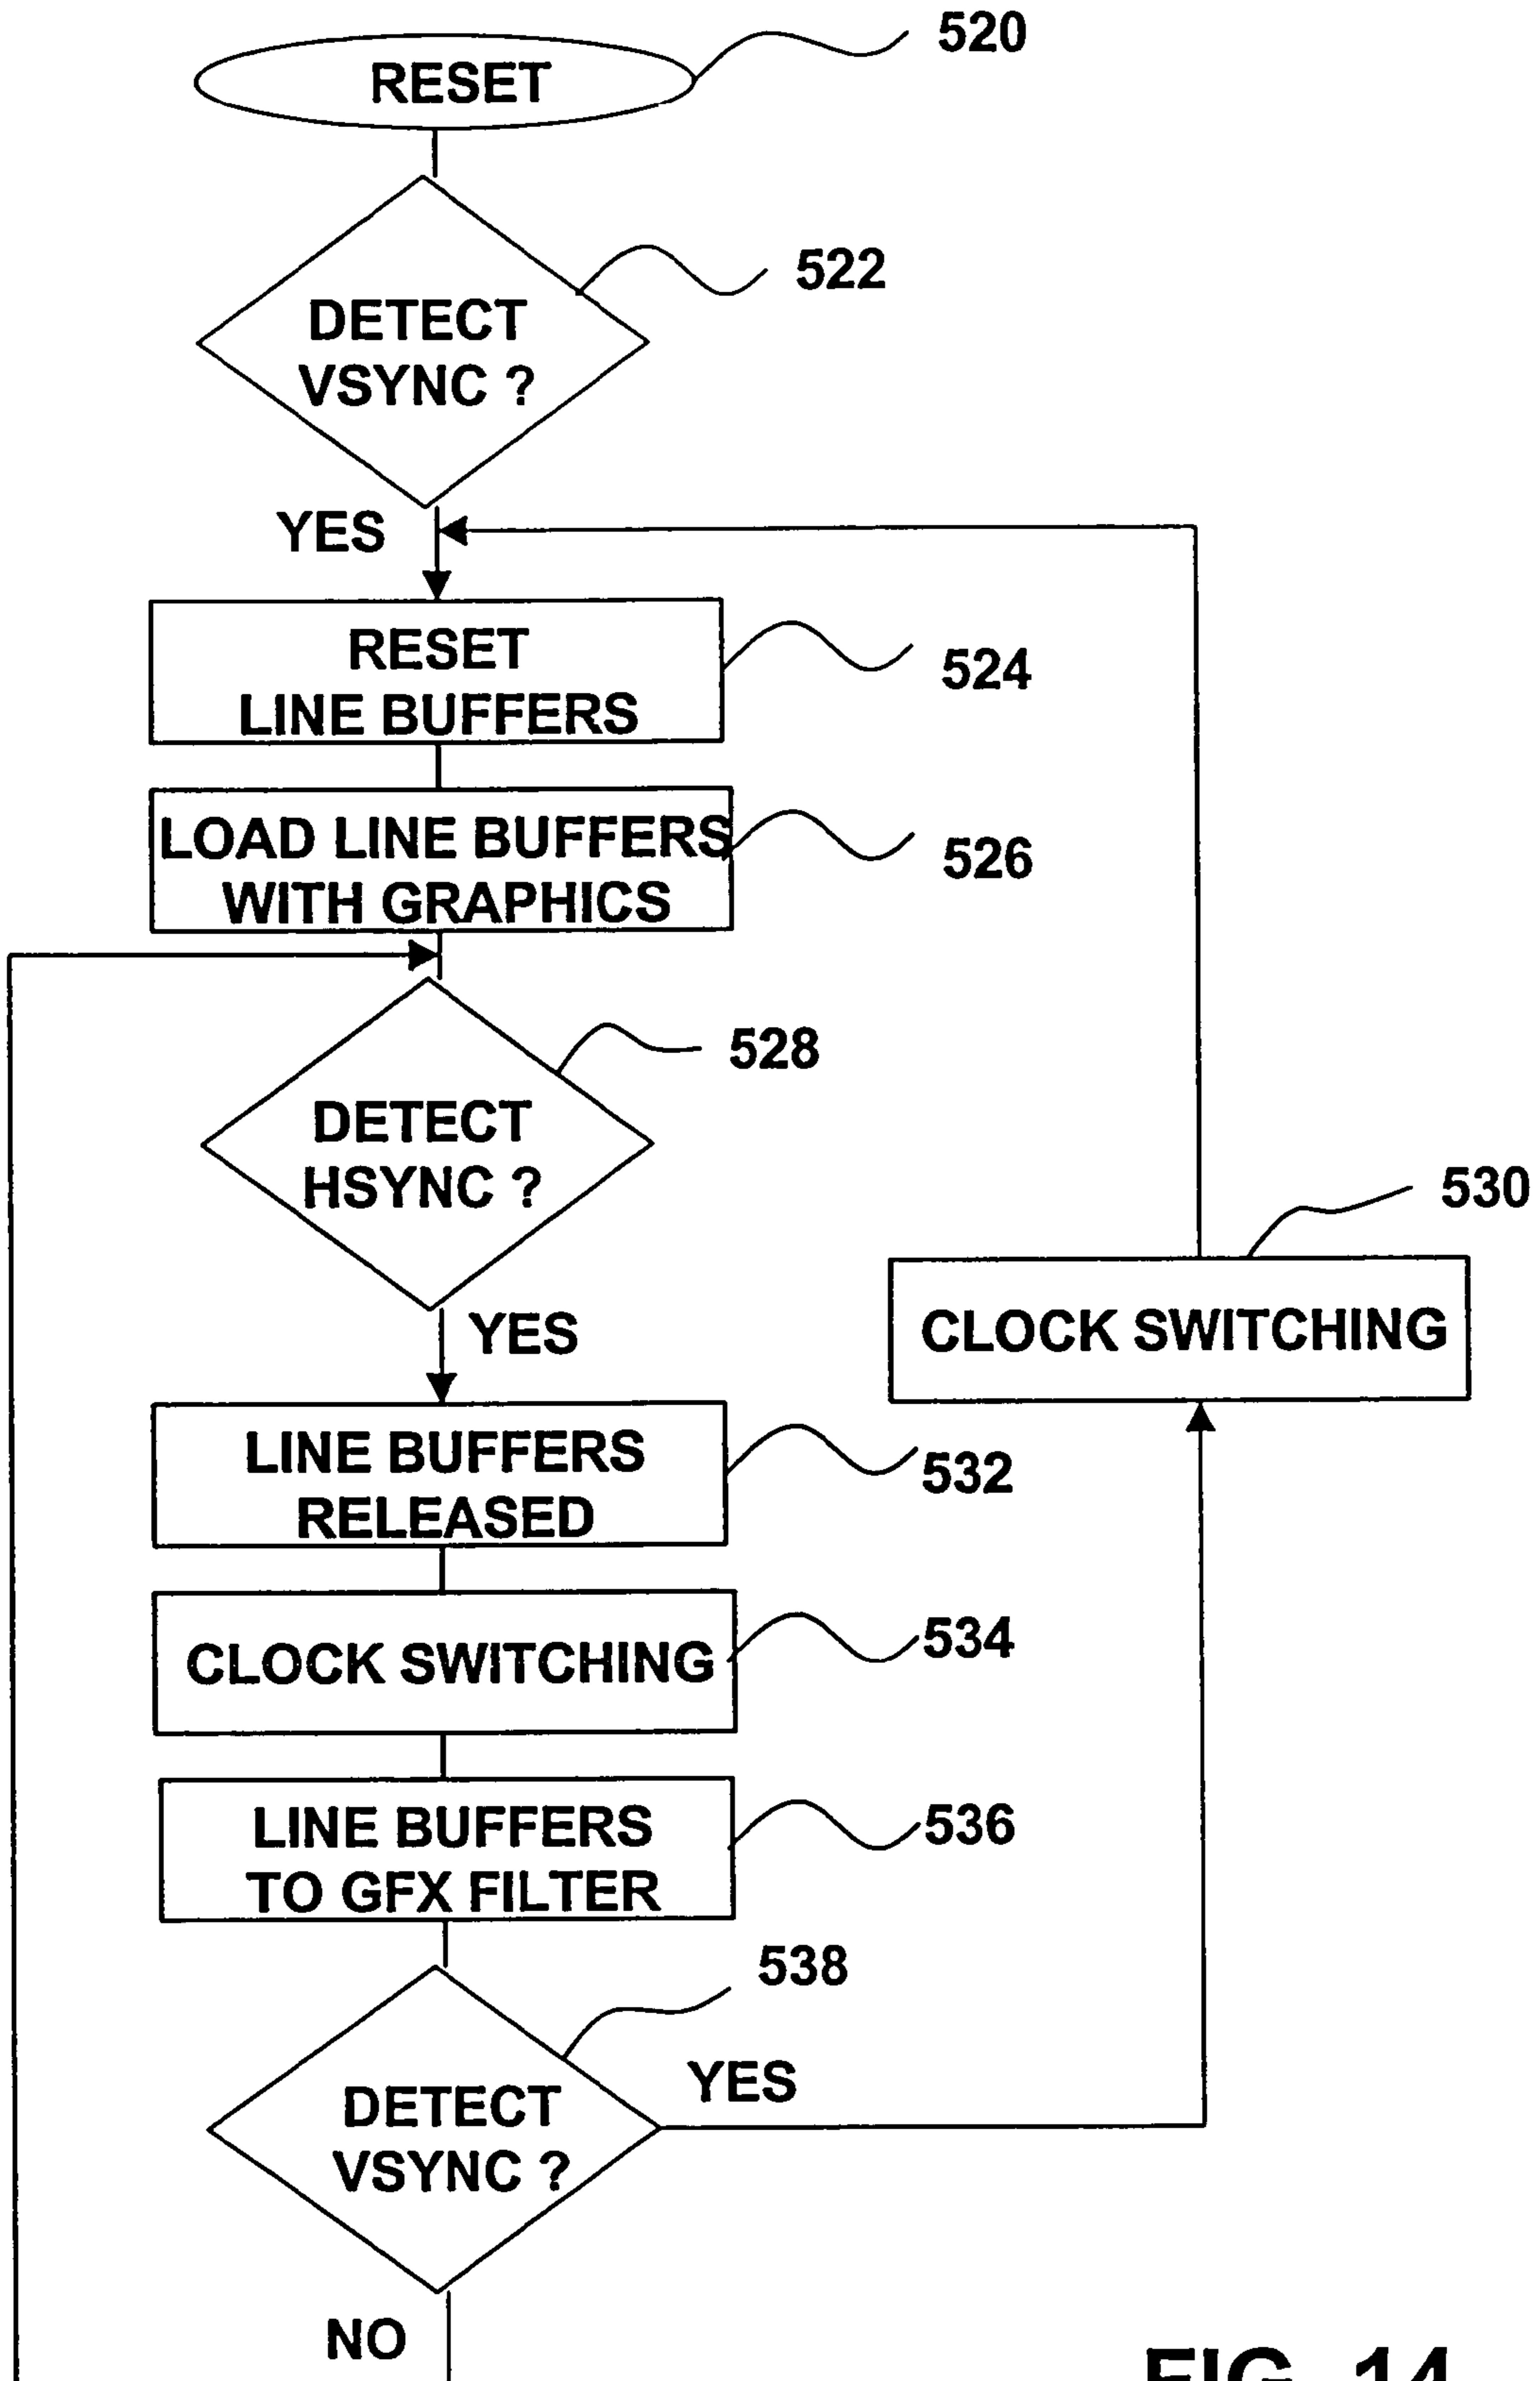 RESET
520
DETECT
VSYNC ?
522
YES
RESET
LINE BUFFERS
524
LOAD LINE BUFFERS
WITH GRAPHICS
526
DETECT
HSYNC ?
528
YES
530
CLOCK SWITCHING
LINE BUFFERS
RELEASED
532
CLOCK SWITCHING
534
LINE BUFFERS
TO GFX FILTER
536
538
DETECT
VSYNC ?
YES
NO
FIG. 14